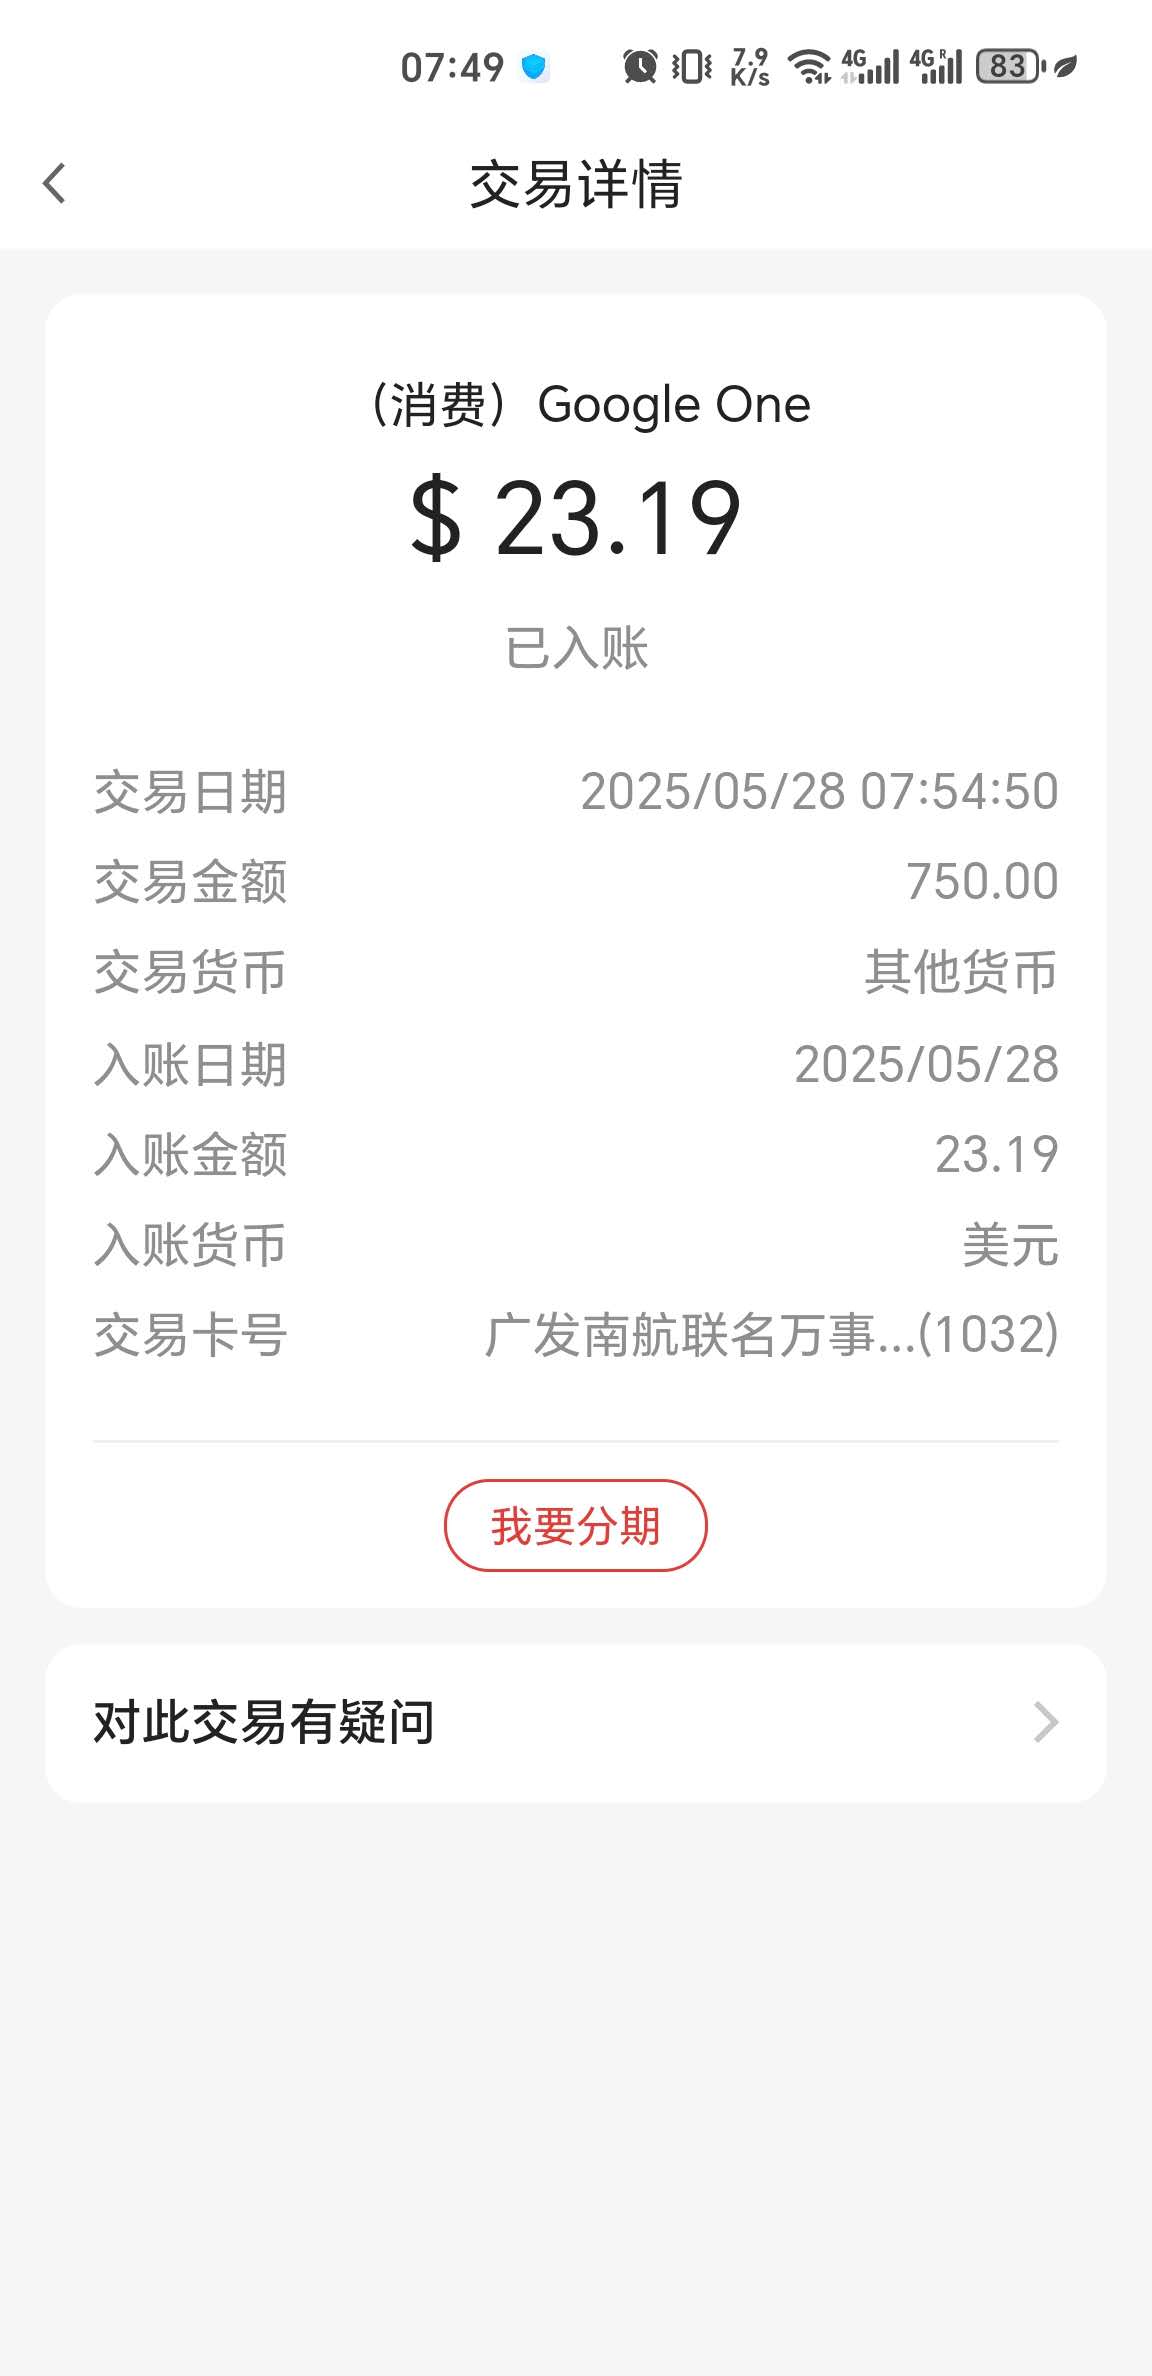 07:49
7.9 K/s
4G
4G R
83
交易详情
（消费）Google One
$ 23.19
已入账
交易日期 2025/05/28 07:54:50
交易金额 750.00
交易货币 其他货币
入账日期 2025/05/28
入账金额 23.19
入账货币 美元
交易卡号 广发南航联名万事...(1032)
我要分期
对此交易有疑问